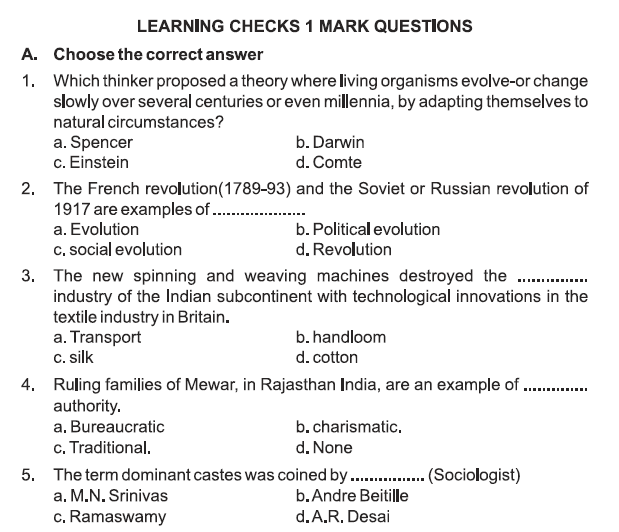 LEARNING CHECKS 1 MARK QUESTIONS
A. Choose the correct answer
1. Which thinker proposed a theory where living organisms evolve-or change
slowly over several centuries or even millennia, by adapting themselves to
natural circumstances?
a. Spencer b. Darwin
c. Einstein d. Comte
2. The French revolution(1789-93) and the Soviet or Russian revolution of
1917 are examples of .....................
a. Evolution b. Political evolution
c. social evolution d. Revolution
3. The new spinning and weaving machines destroyed the ................
industry of the Indian subcontinent with technological innovations in the
textile industry in Britain.
a. Transport b. handloom
c. silk d. cotton
4. Ruling families of Mewar, in Rajasthan India, are an example of ..............
authority.
a. Bureaucratic b. charismatic.
c. Traditional. d. None
5. The term dominant castes was coined by ................ (Sociologist)
a. M.N. Srinivas b. Andre Beitille
c. Ramaswamy d. A.R. Desai